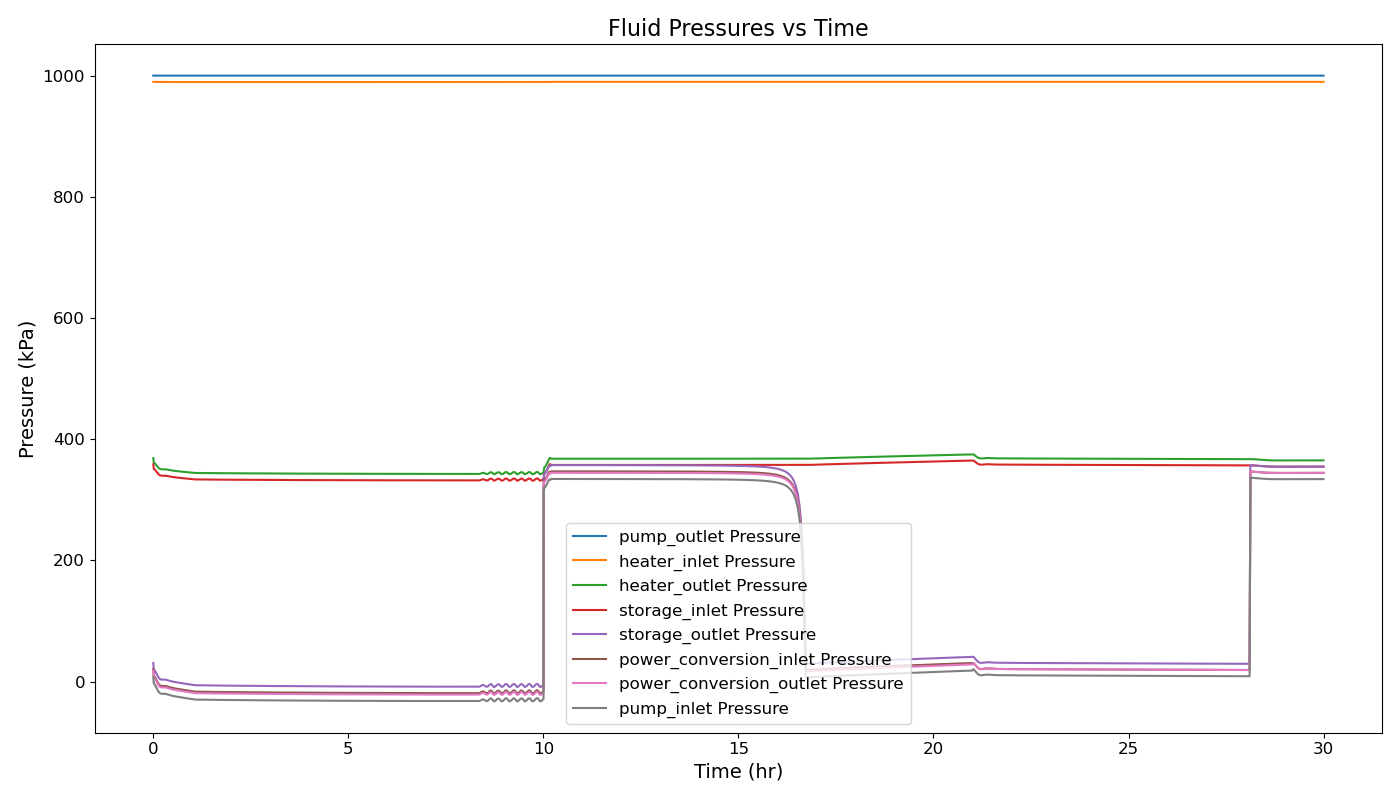 Fluid Pressures vs Time
Pressure (kPa)
1000
800
600
400
200
0
pump_outlet Pressure
heater_inlet Pressure
heater_outlet Pressure
storage_inlet Pressure
storage_outlet Pressure
power_conversion_inlet Pressure
power_conversion_outlet Pressure
pump_inlet Pressure
0 5 10 15 20 25 30
Time (hr)